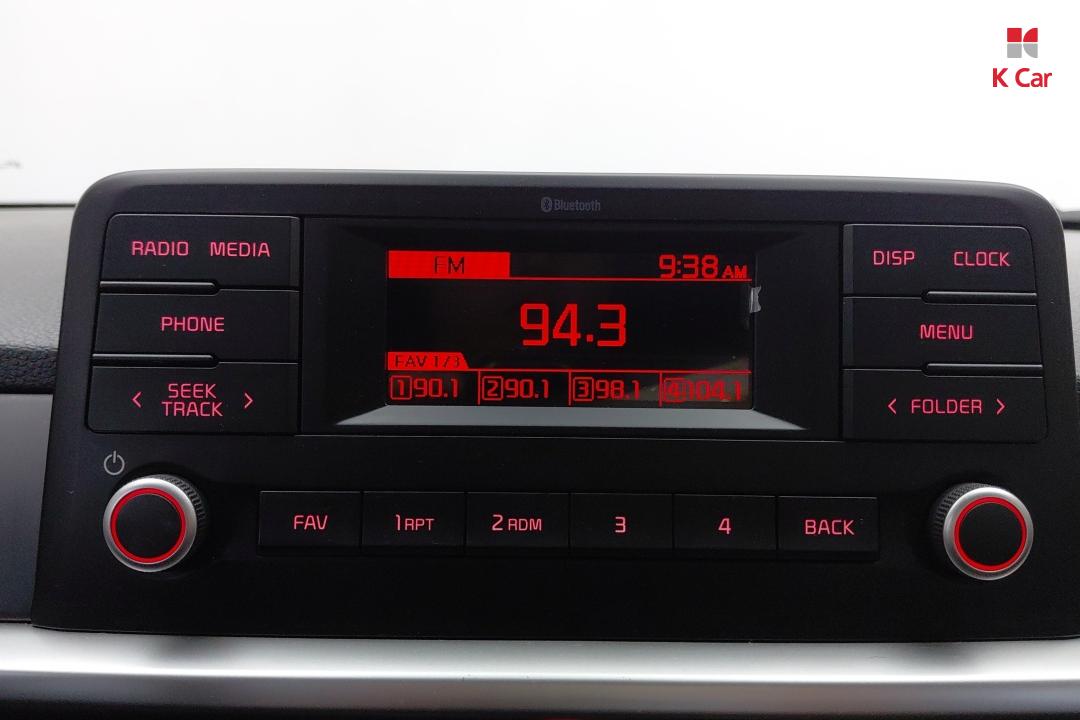 K Car
Bluetooth
RADIO MEDIA
PHONE
< SEEK TRACK >
FM 9:38 AM
94.3
FAV 1/3
1 90.1 2 90.1 3 98.1 4 104.1
DISP CLOCK
MENU
< FOLDER >
FAV 1 RPT 2 RDM 3 4 BACK